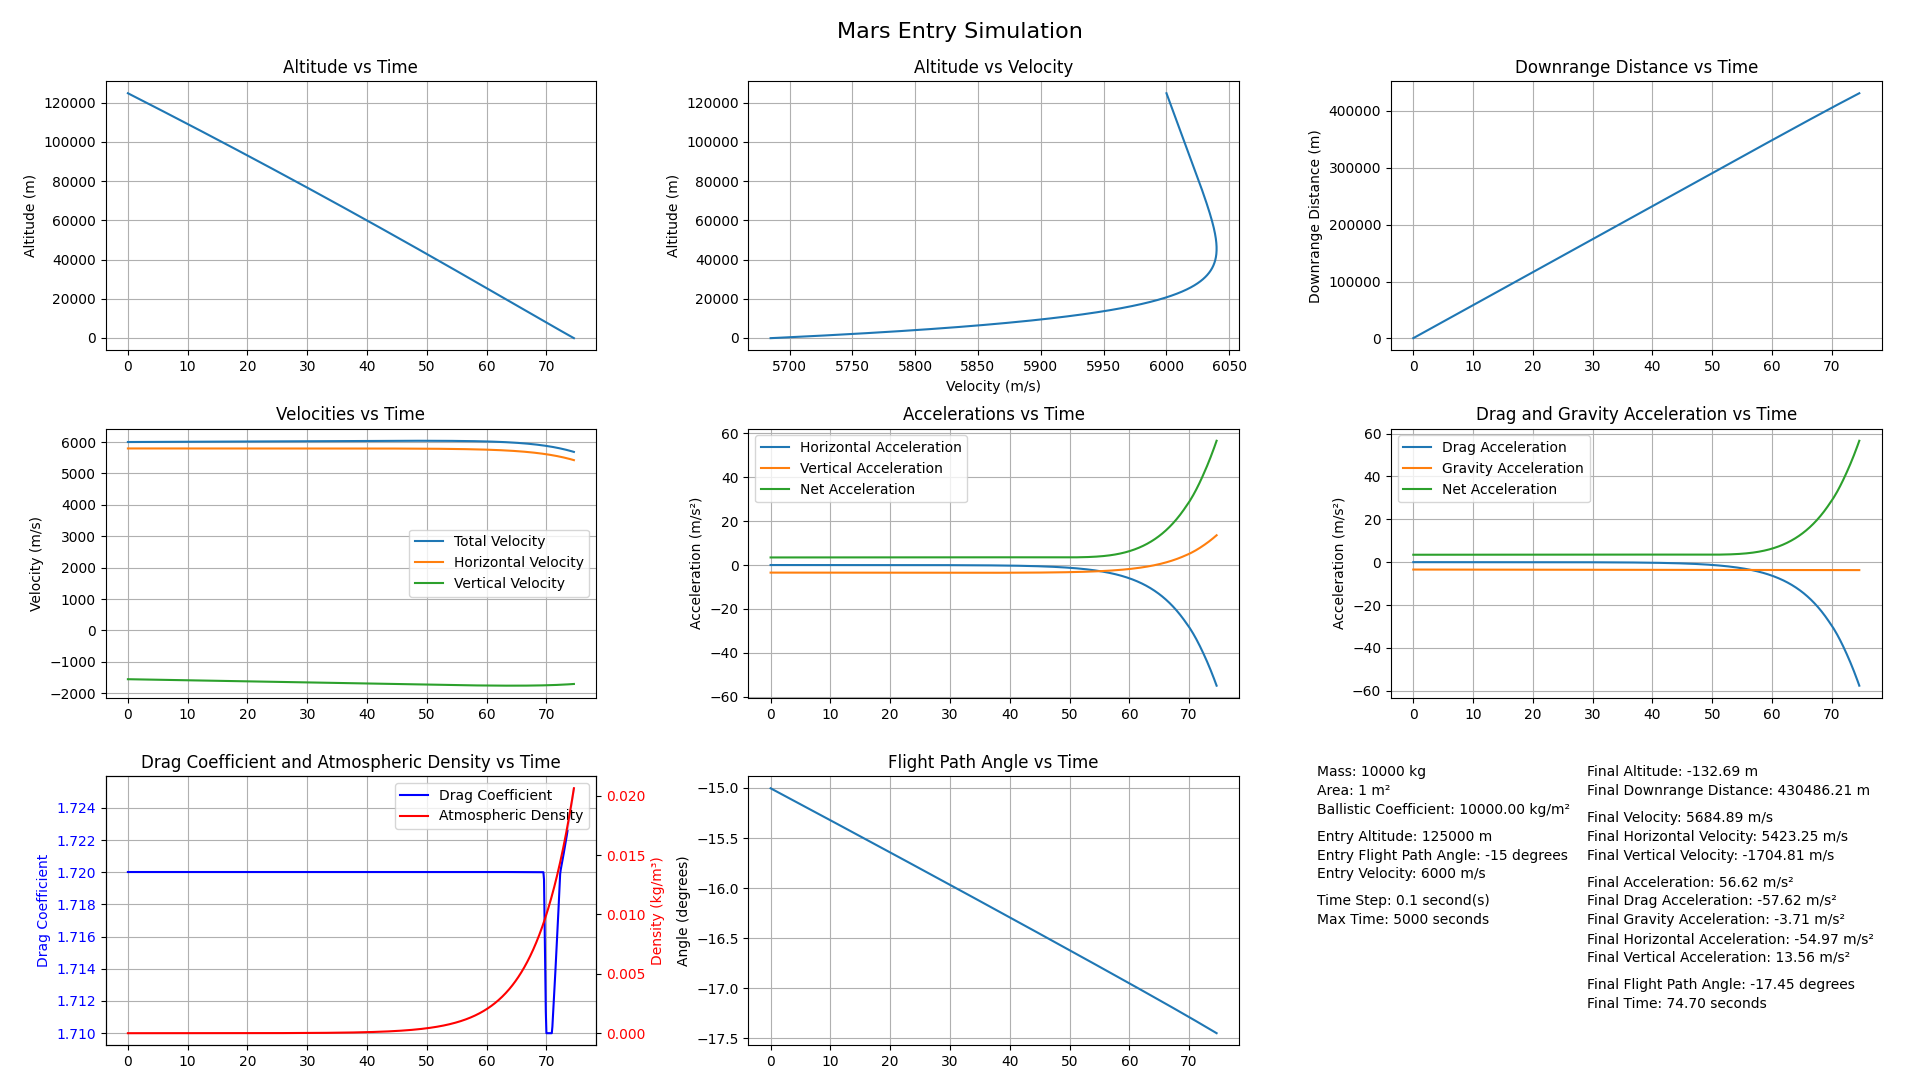 Mars Entry Simulation
Altitude vs Time
Altitude (m)
120000
100000
80000
60000
40000
20000
0
0 10 20 30 40 50 60 70
Altitude vs Velocity
Altitude (m)
120000
100000
80000
60000
40000
20000
0
5700 5750 5800 5850 5900 5950 6000 6050
Velocity (m/s)
Downrange Distance vs Time
Downrange Distance (m)
400000
300000
200000
100000
0
0 10 20 30 40 50 60 70
Velocities vs Time
Velocity (m/s)
6000
5000
4000
3000
2000
1000
0
−1000
−2000
Total Velocity
Horizontal Velocity
Vertical Velocity
0 10 20 30 40 50 60 70
Accelerations vs Time
Acceleration (m/s²)
60
40
20
0
−20
−40
−60
Horizontal Acceleration
Vertical Acceleration
Net Acceleration
0 10 20 30 40 50 60 70
Drag and Gravity Acceleration vs Time
Acceleration (m/s²)
60
40
20
0
−20
−40
−60
Drag Acceleration
Gravity Acceleration
Net Acceleration
0 10 20 30 40 50 60 70
Drag Coefficient and Atmospheric Density vs Time
Drag Coefficient
1.724
1.722
1.720
1.718
1.716
1.714
1.712
1.710
Drag Coefficient
Atmospheric Density
0.020
0.015
0.010
0.005
0.000
Density (kg/m³)
0 10 20 30 40 50 60 70
Flight Path Angle vs Time
Angle (degrees)
−15.0
−15.5
−16.0
−16.5
−17.0
−17.5
0 10 20 30 40 50 60 70
Mass: 10000 kg
Area: 1 m²
Ballistic Coefficient: 10000.00 kg/m²
Entry Altitude: 125000 m
Entry Flight Path Angle: -15 degrees
Entry Velocity: 6000 m/s
Time Step: 0.1 second(s)
Max Time: 5000 seconds
Final Altitude: -132.69 m
Final Downrange Distance: 430486.21 m
Final Velocity: 5684.89 m/s
Final Horizontal Velocity: 5423.25 m/s
Final Vertical Velocity: -1704.81 m/s
Final Acceleration: 56.62 m/s²
Final Drag Acceleration: -57.62 m/s²
Final Gravity Acceleration: -3.71 m/s²
Final Horizontal Acceleration: -54.97 m/s²
Final Vertical Acceleration: 13.56 m/s²
Final Flight Path Angle: -17.45 degrees
Final Time: 74.70 seconds